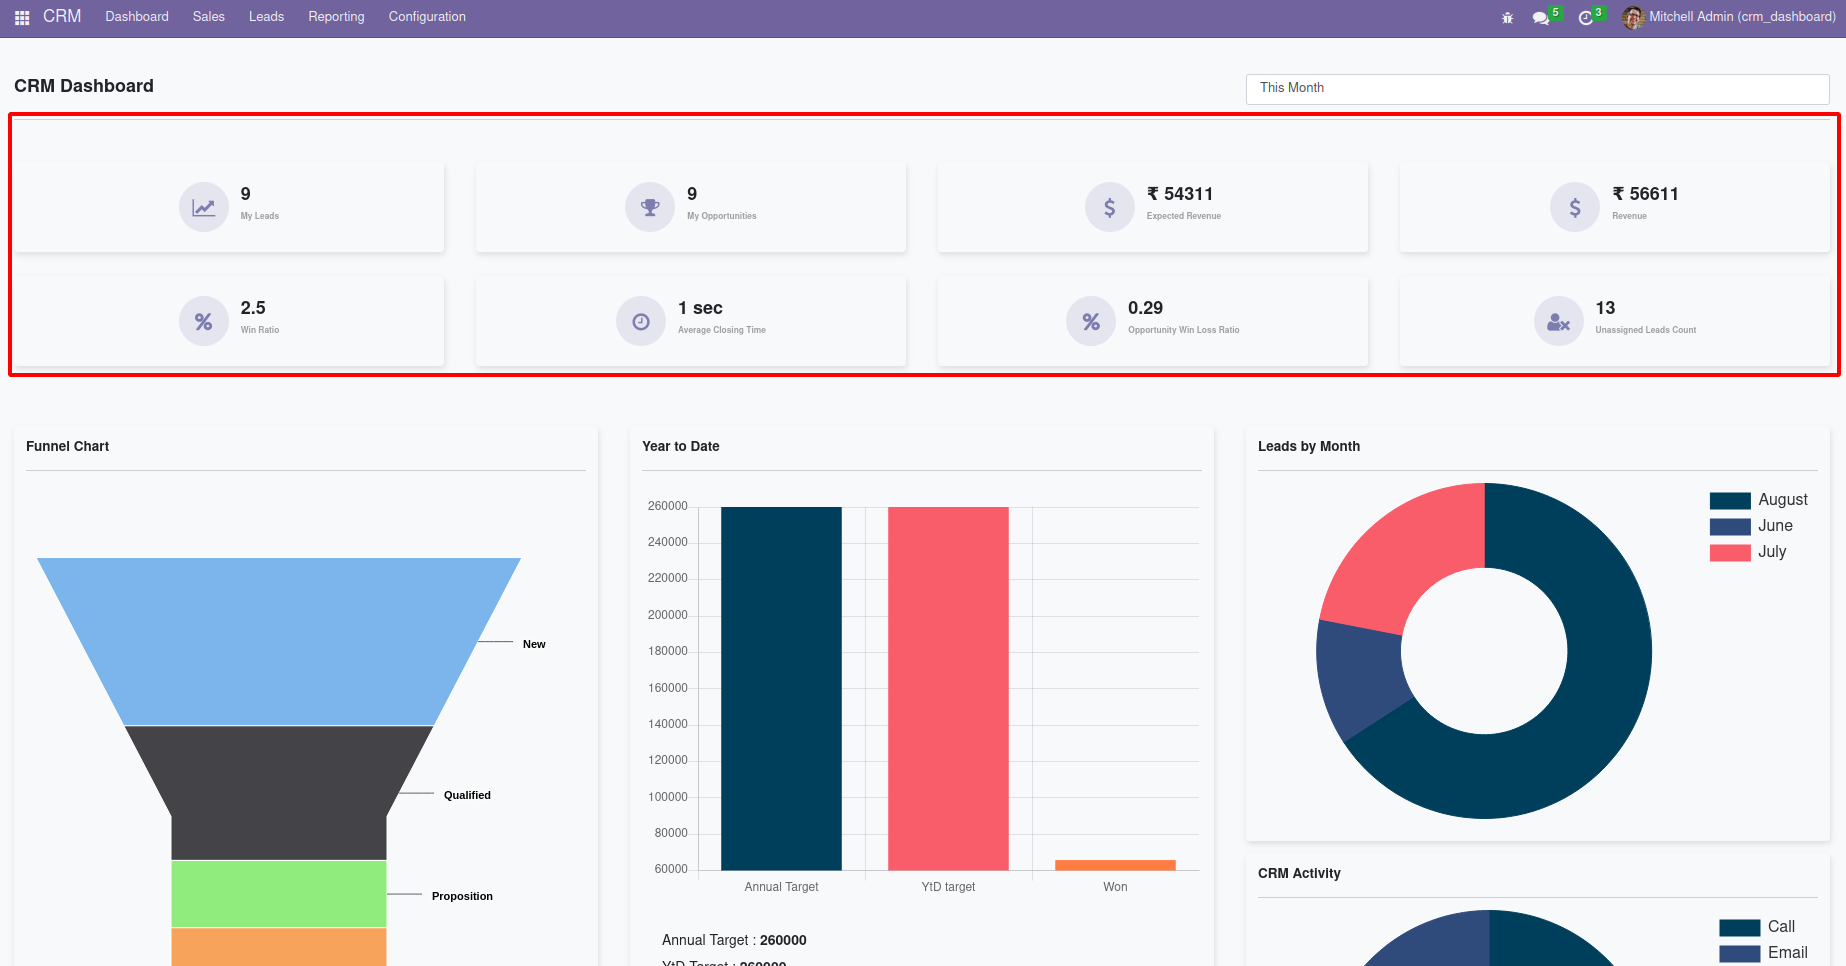 CRM Dashboard Sales Leads Reporting Configuration 5 3 Mitchell Admin (crm_dashboard)
CRM Dashboard
This Month
9
My Leads
9
My Opportunities
₹ 54311
Expected Revenue
₹ 56611
Revenue
2.5
Win Ratio
1 sec
Average Closing Time
0.29
Opportunity Win Loss Ratio
13
Unassigned Leads Count
Funnel Chart
New
Qualified
Proposition
Year to Date
260000
240000
220000
200000
180000
160000
140000
120000
100000
80000
60000
Annual Target YtD target Won
Annual Target : 260000
YtD Target : 260000
Leads by Month
August
June
July
CRM Activity
Call
Email